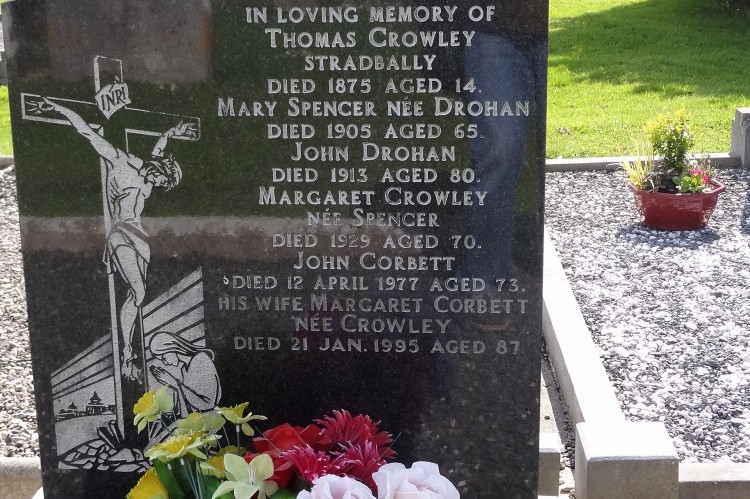 IN LOVING MEMORY OF
THOMAS CROWLEY
STRADBALLY
DIED 1875 AGED 14.
MARY SPENCER NÉE DROHAN
DIED 1905 AGED 65.
JOHN DROHAN
DIED 1913 AGED 80.
MARGARET CROWLEY
NÉE SPENCER
DIED 1929 AGED 70.
JOHN CORBETT
DIED 12 APRIL 1977 AGED 73.
HIS WIFE MARGARET CORBETT
NÉE CROWLEY
DIED 21 JAN. 1995 AGED 87
INRI